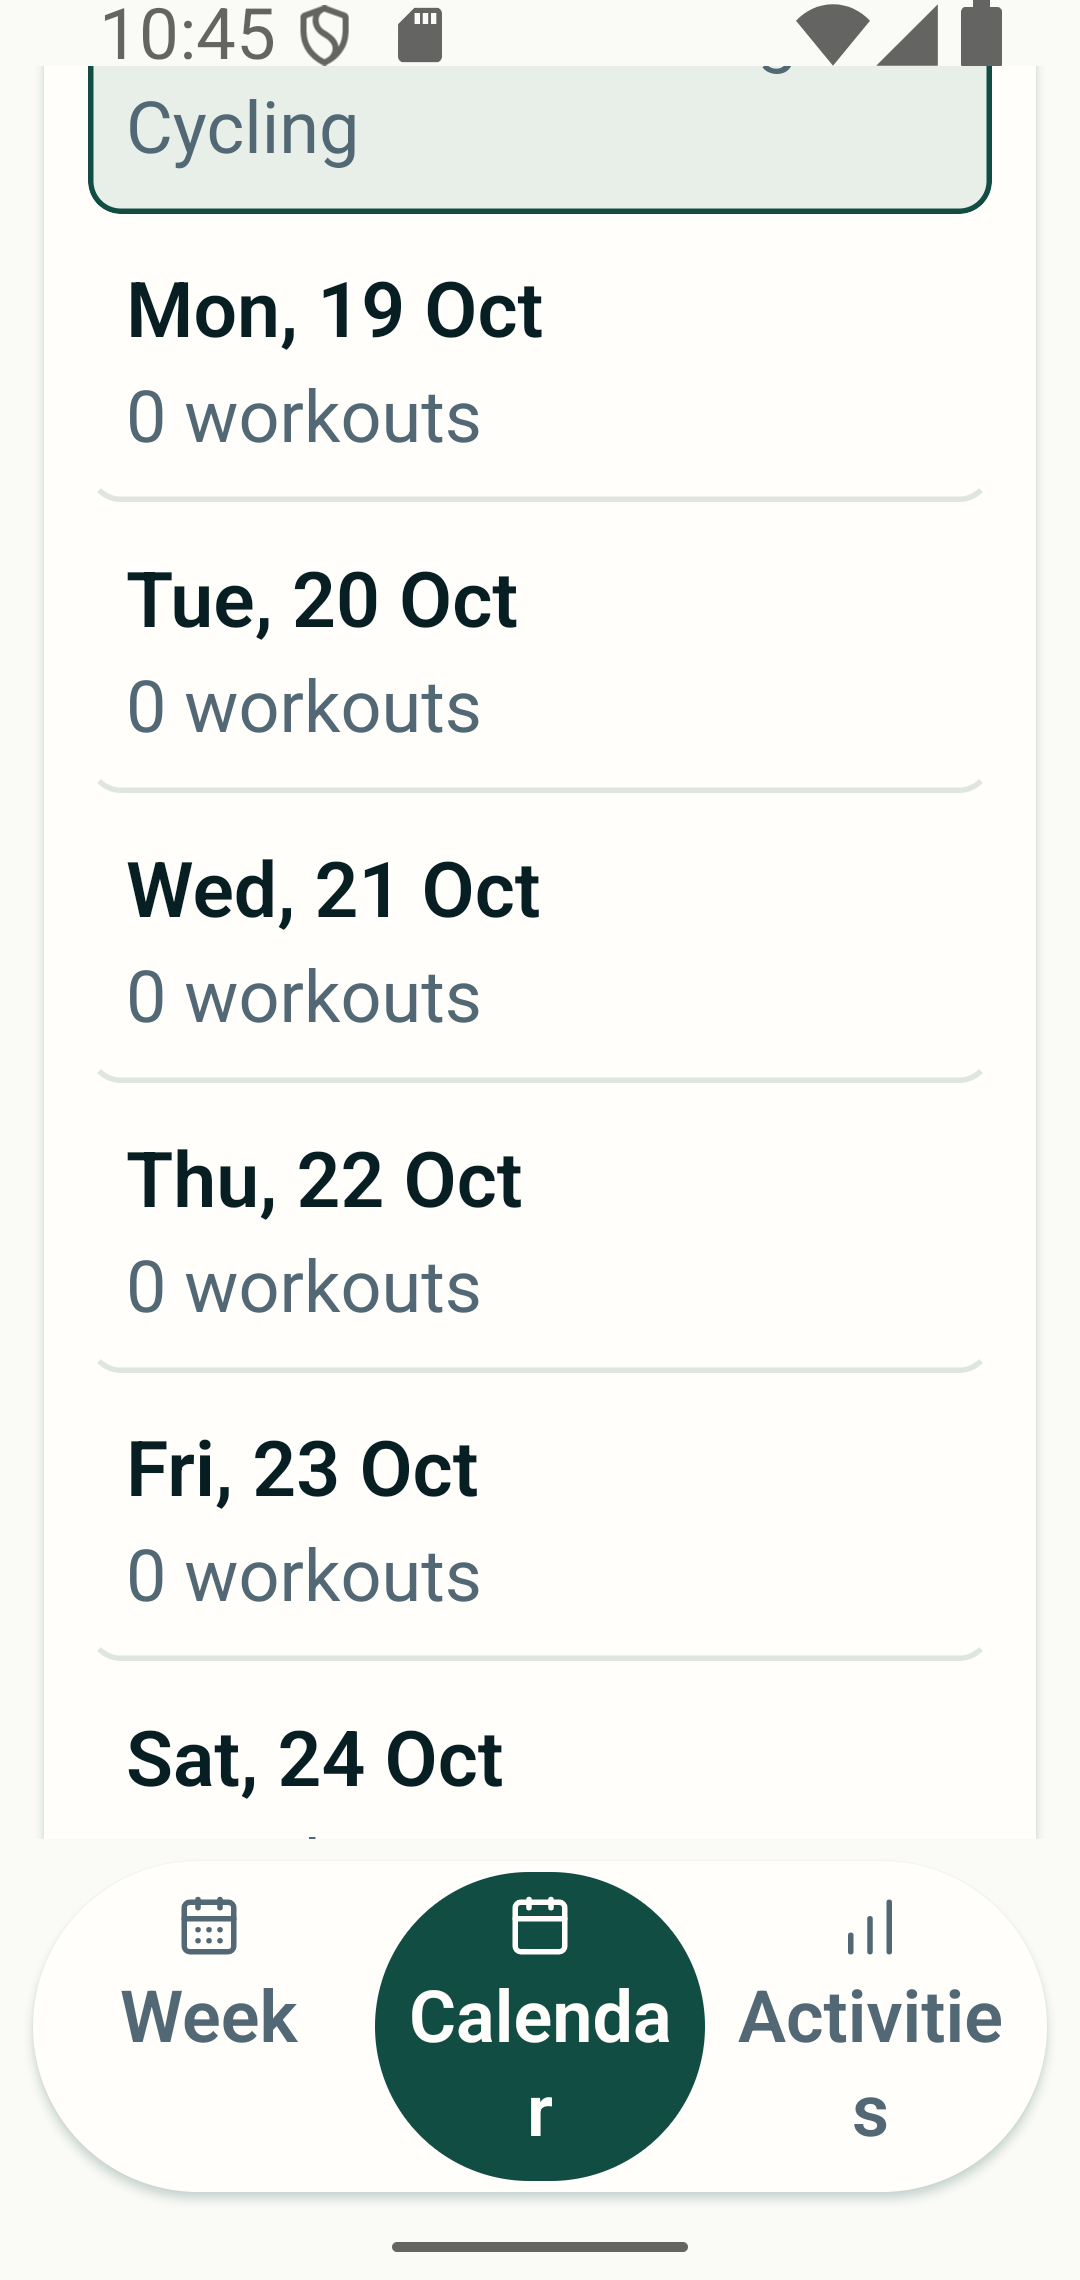 10:45
Cycling
Mon, 19 Oct
0 workouts
Tue, 20 Oct
0 workouts
Wed, 21 Oct
0 workouts
Thu, 22 Oct
0 workouts
Fri, 23 Oct
0 workouts
Sat, 24 Oct
Week
Calenda
r
Activitie
s